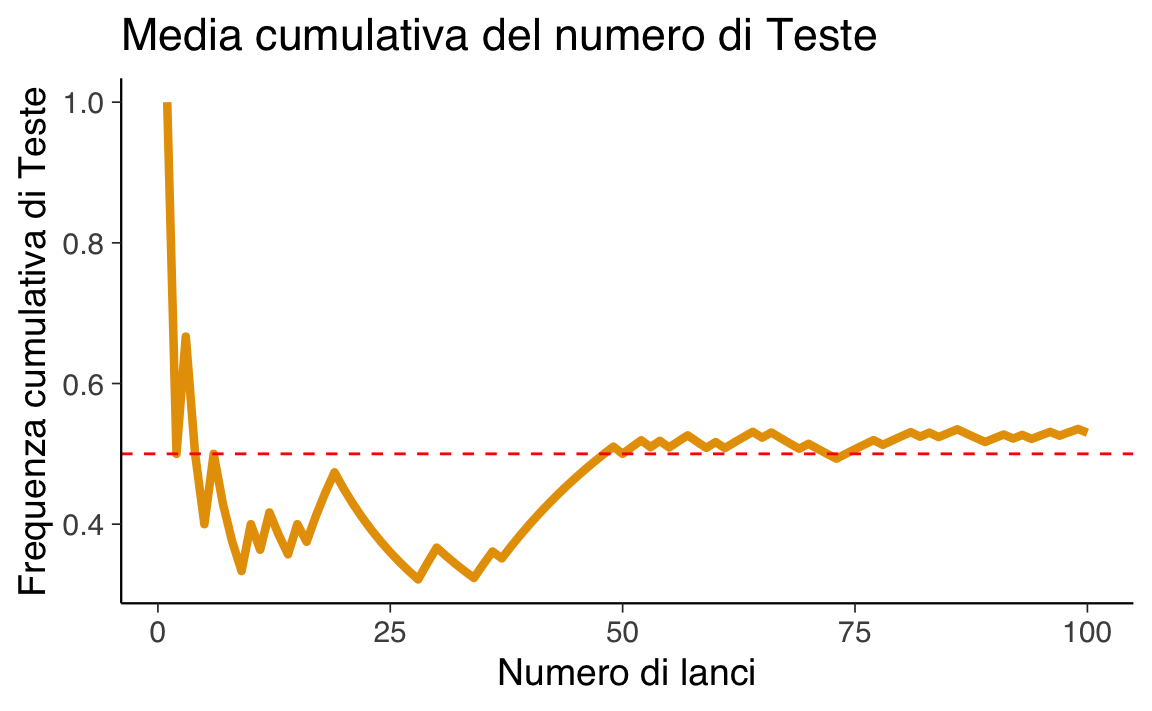 Media cumulativa del numero di Teste
Frequenza cumulativa di Teste
1.0
0.8
0.6
0.4
0 25 50 75 100
Numero di lanci